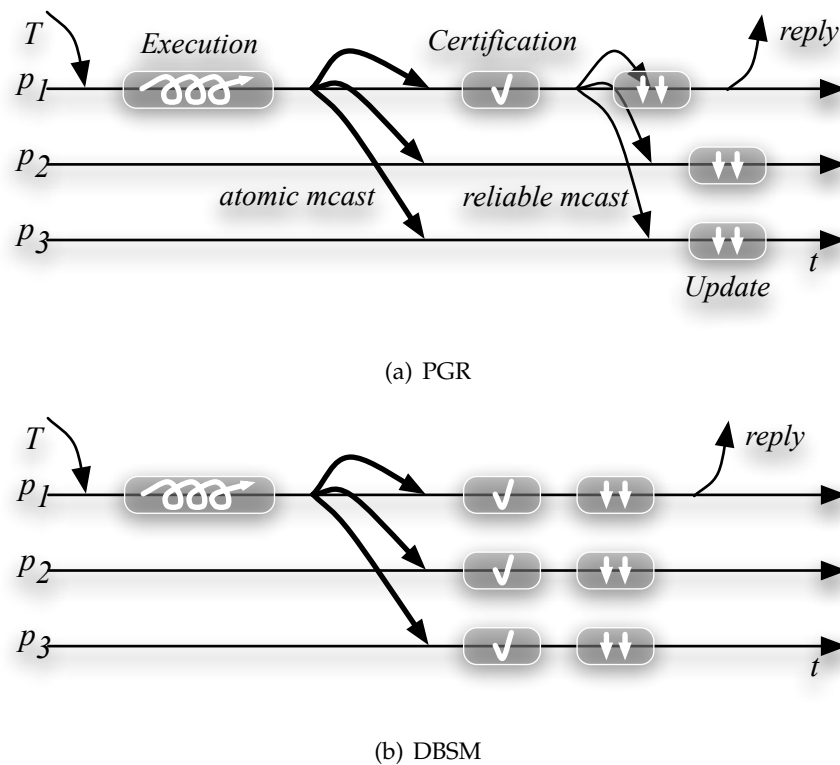 T
Execution
Certification
reply
p1
p2
atomic mcast
reliable mcast
p3
t
Update
(a) PGR
T
reply
p1
p2
p3
t
(b) DBSM